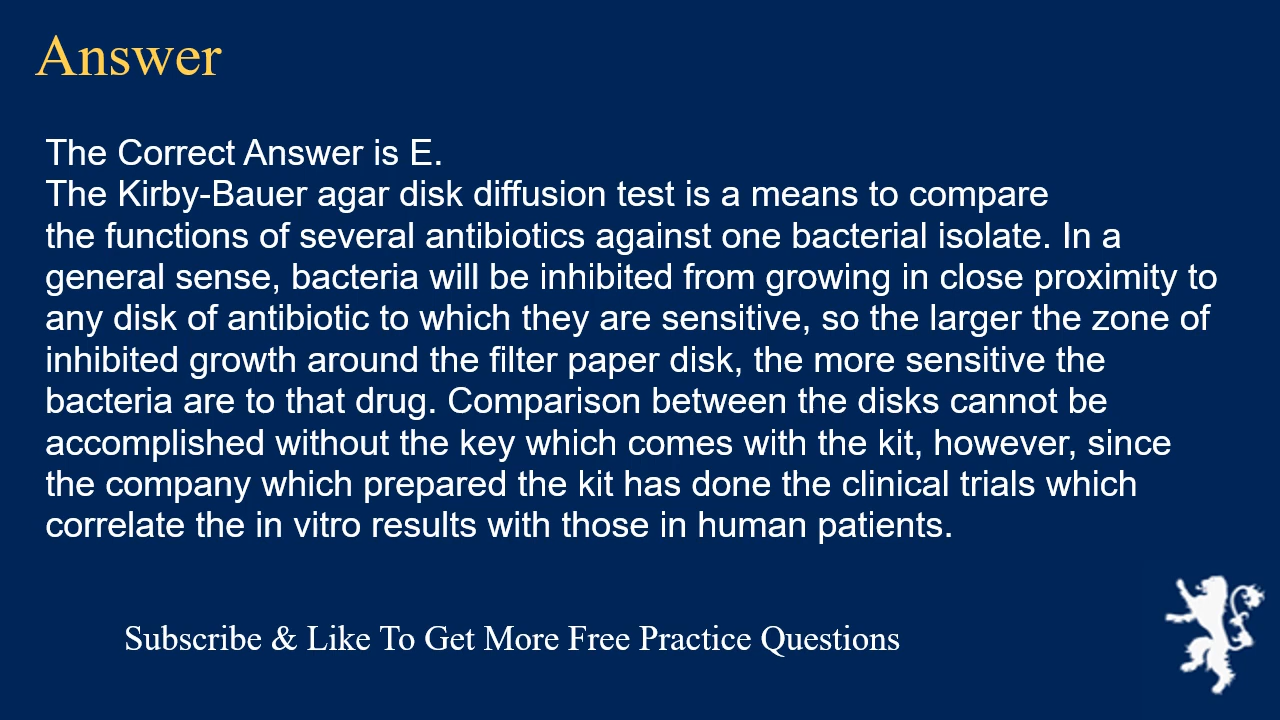 Answer
The Correct Answer is E.
The Kirby-Bauer agar disk diffusion test is a means to compare
the functions of several antibiotics against one bacterial isolate. In a
general sense, bacteria will be inhibited from growing in close proximity to
any disk of antibiotic to which they are sensitive, so the larger the zone of
inhibited growth around the filter paper disk, the more sensitive the
bacteria are to that drug. Comparison between the disks cannot be
accomplished without the key which comes with the kit, however, since
the company which prepared the kit has done the clinical trials which
correlate the in vitro results with those in human patients.
Subscribe & Like To Get More Free Practice Questions